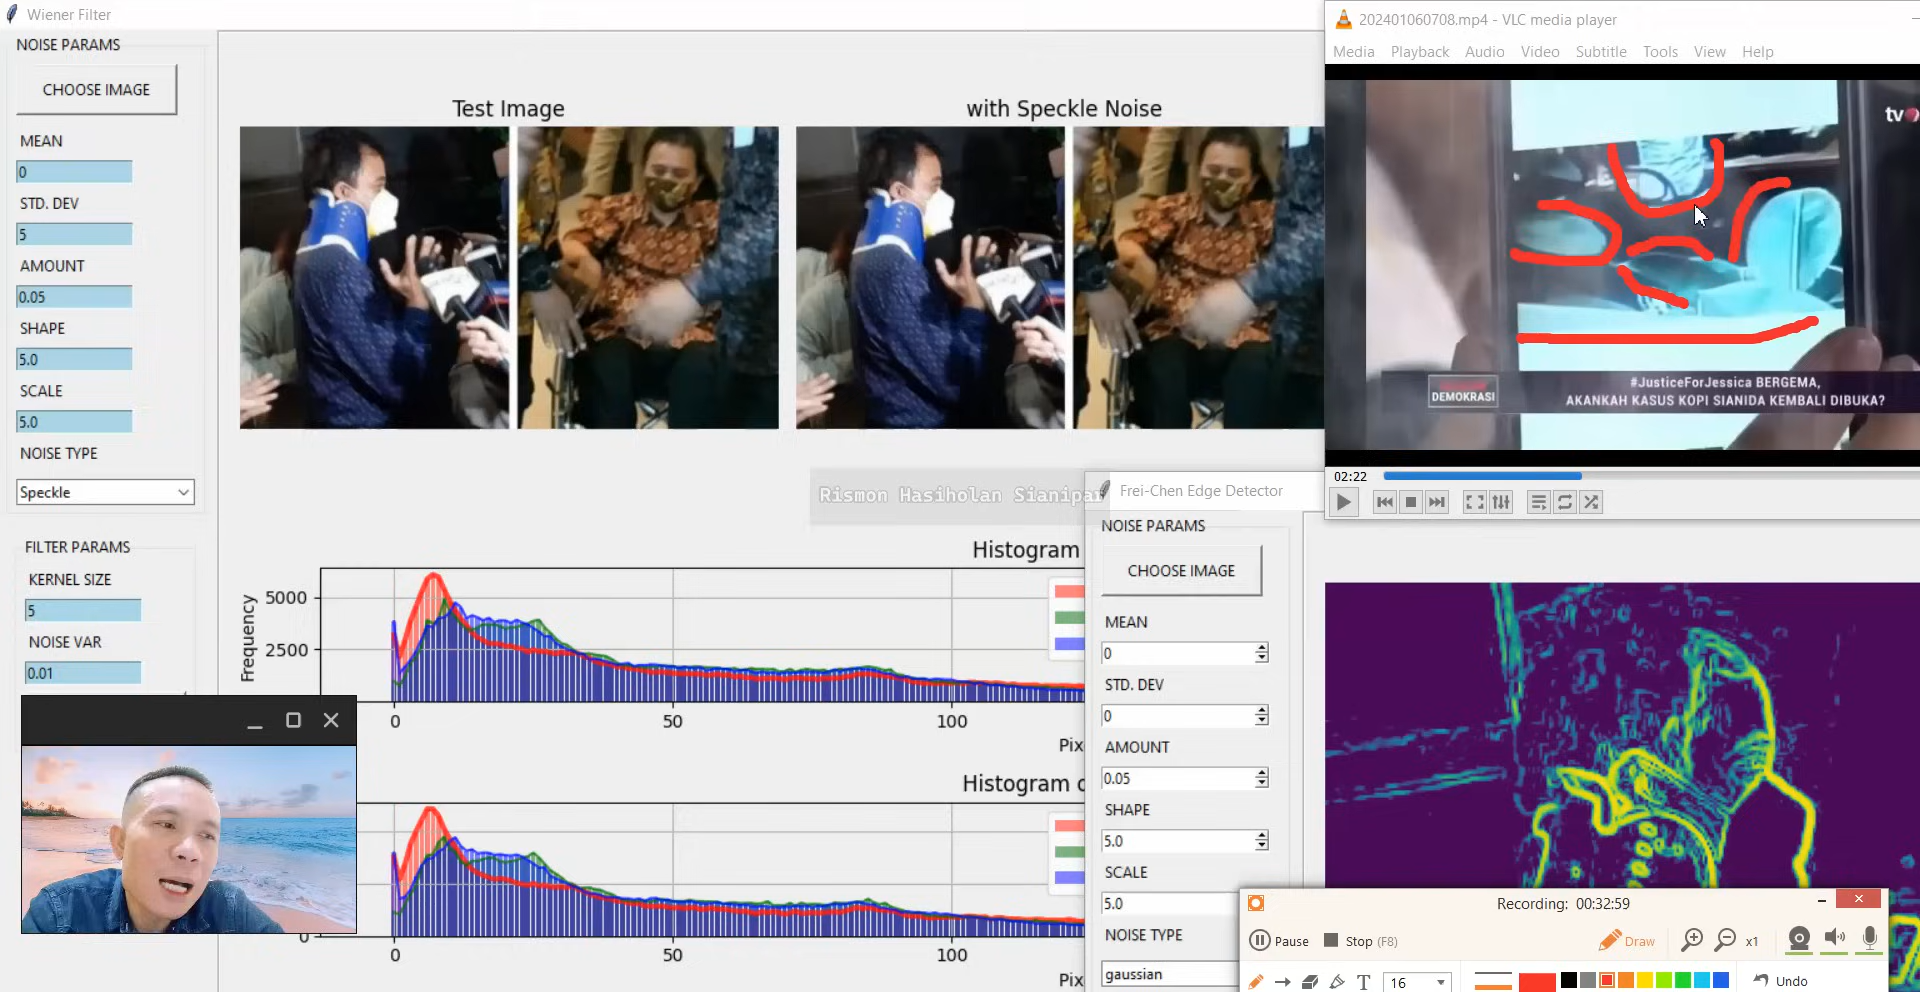 Wiener Filter
NOISE PARAMS
CHOOSE IMAGE
MEAN
0
STD. DEV
5
AMOUNT
0.05
SHAPE
5.0
SCALE
5.0
NOISE TYPE
Speckle
FILTER PARAMS
KERNEL SIZE
5
NOISE VAR
0.01
Test Image
with Speckle Noise
Rismon Hasiholan Sianipar
Histogram
Frequency
5000
2500
0
50
100
Pix
Histogram o
0
0
50
100
Pix
202401060708.mp4 - VLC media player
Media Playback Audio Video Subtitle Tools View Help
tvo
DEMOKRASI
#JusticeForJessica BERGEMA,
AKANKAH KASUS KOPI SIANIDA KEMBALI DIBUKA?
02:22
Frei-Chen Edge Detector
NOISE PARAMS
CHOOSE IMAGE
MEAN
0
STD. DEV
0
AMOUNT
0.05
SHAPE
5.0
SCALE
5.0
NOISE TYPE
gaussian
Recording: 00:32:59
Pause Stop (F8) Draw x1
T 16 Undo